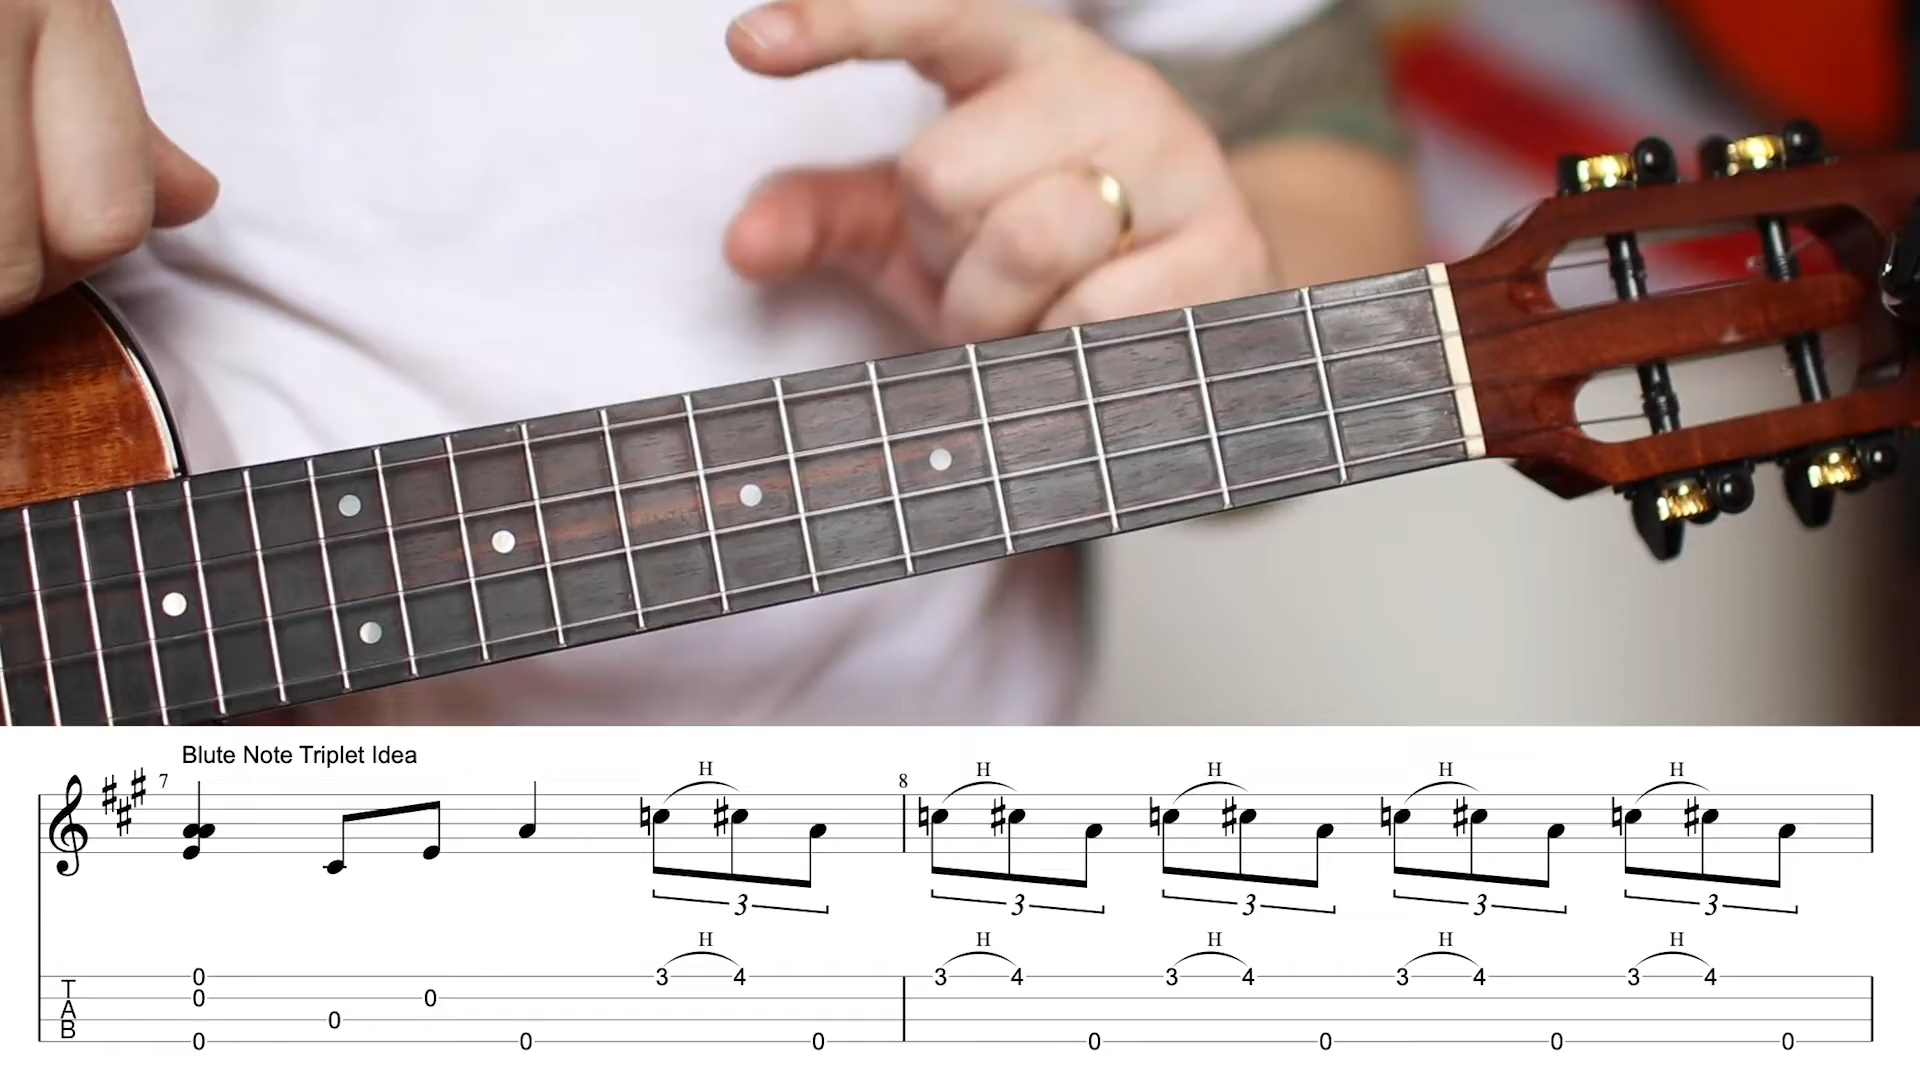 Blute Note Triplet Idea
7 H 8 H H H H
3 3 3 3 3
H H H H H
T A B
0 3 4 3 4 3 4 3 4 3 4
0 0
0
0 0 0 0 0 0 0